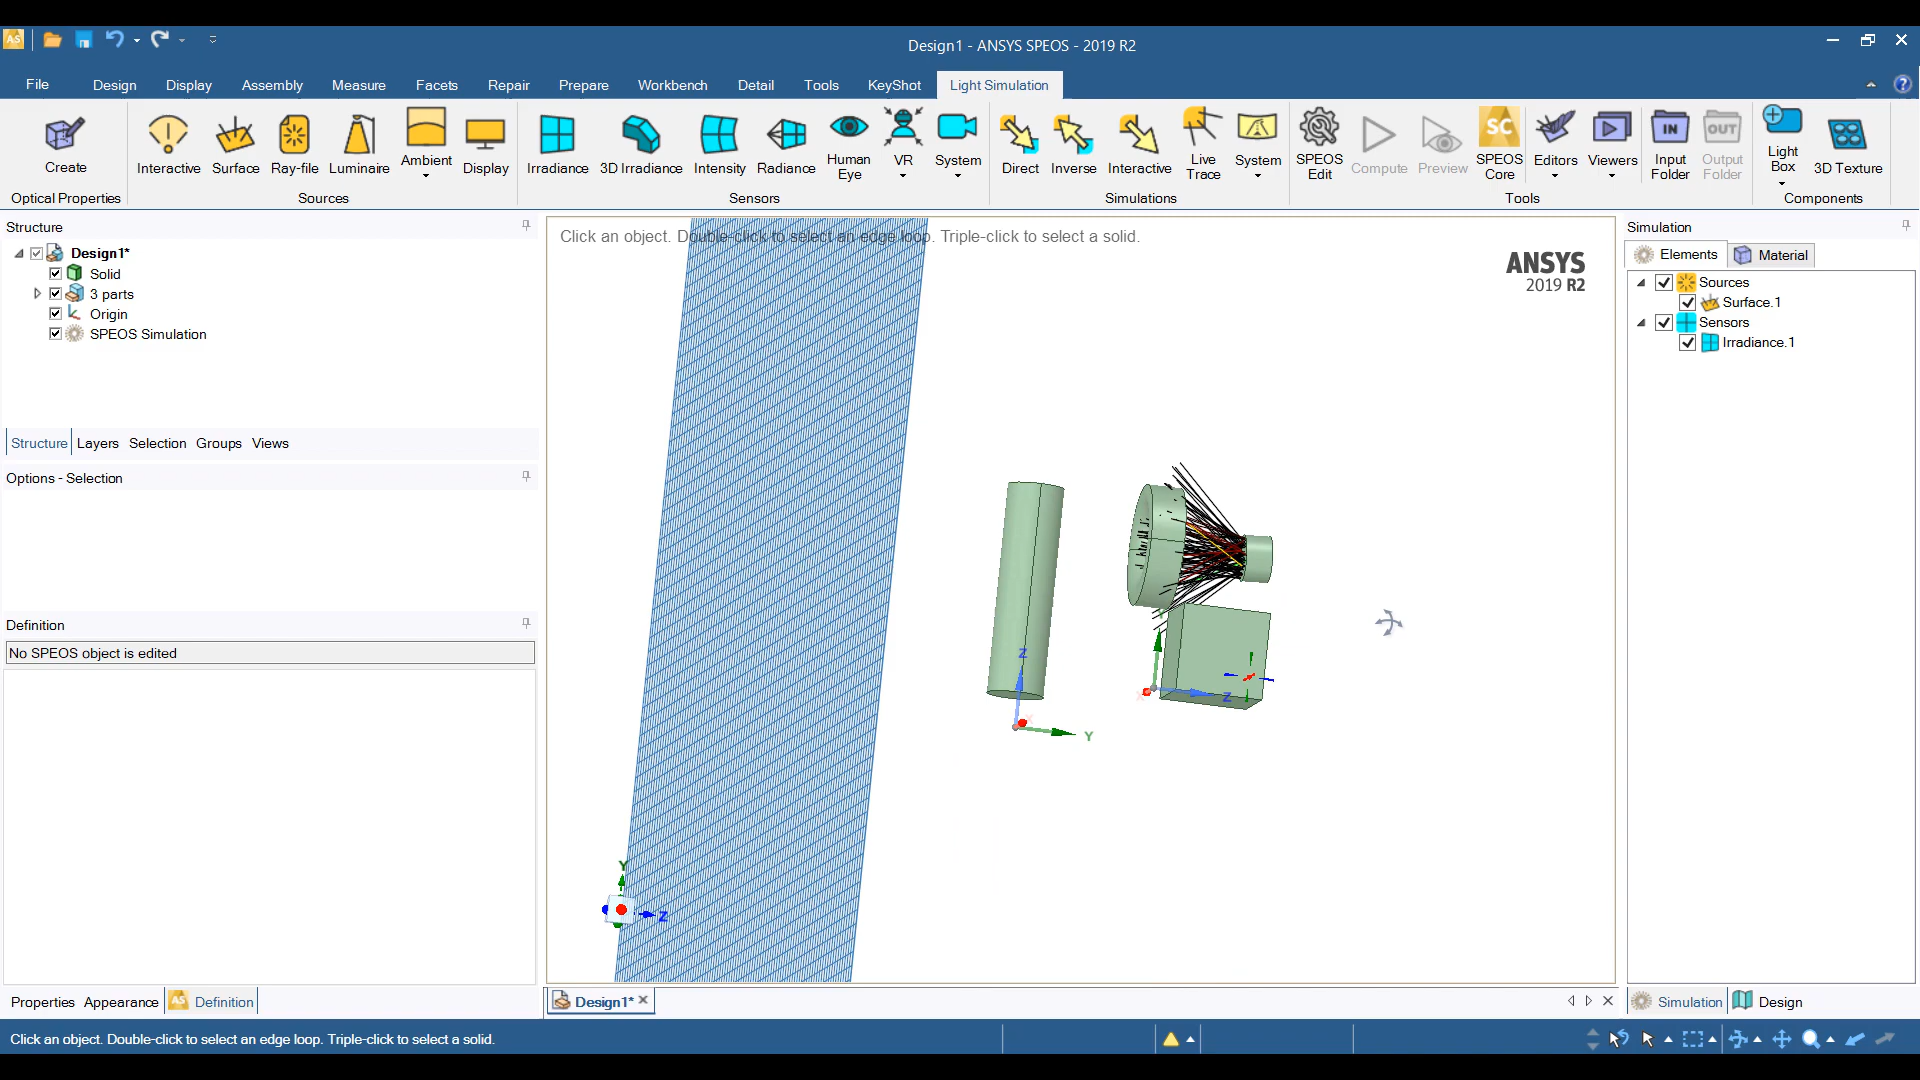 AS
Design1 - ANSYS SPEOS - 2019 R2
File Design Display Assembly Measure Facets Repair Prepare Workbench Detail Tools KeyShot Light Simulation
Create
Optical Properties
Interactive Surface Ray-file Luminaire Ambient Display
Sources
Irradiance 3D Irradiance Intensity Radiance Human Eye VR System
Sensors
Direct Inverse Interactive Live Trace System
Simulations
SC
IN
OUT
SPEOS Edit Compute Preview SPEOS Core Editors Viewers Input Folder Output Folder
Tools
Light Box 3D Texture
Components
Structure
Design1*
Solid
3 parts
Origin
SPEOS Simulation
Structure Layers Selection Groups Views
Options - Selection
Definition
No SPEOS object is edited
Properties Appearance AS Definition
Click an object. Double-click to select an edge loop. Triple-click to select a solid.
ANSYS
2019 R2
Z
Y
Z
Y
Z
Design1*
Simulation
Elements Material
Sources
Surface.1
Sensors
Irradiance.1
Simulation Design
Click an object. Double-click to select an edge loop. Triple-click to select a solid.